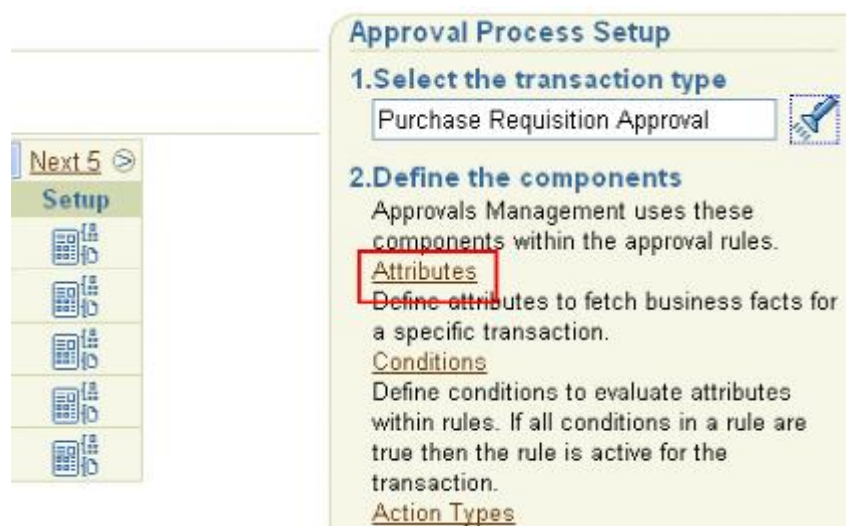 Approval Process Setup
1.Select the transaction type
Purchase Requisition Approval
Next 5
Setup
2.Define the components
Approvals Management uses these
components within the approval rules.
Attributes
Define attributes to fetch business facts for
a specific transaction.
Conditions
Define conditions to evaluate attributes
within rules. If all conditions in a rule are
true then the rule is active for the
transaction.
Action Types